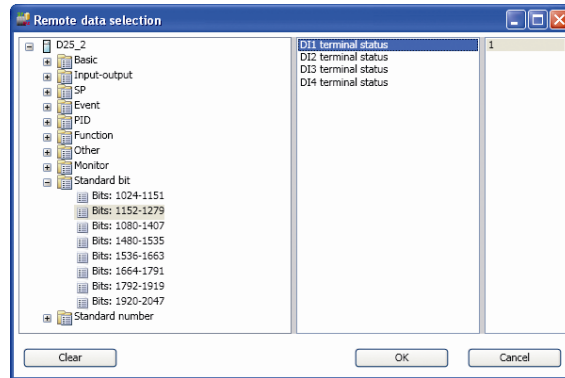 Remote data selection
D25_2
Basic
Input-output
SP
Event
PID
Function
Other
Monitor
Standard bit
Bits: 1024-1151
Bits: 1152-1279
Bits: 1080-1407
Bits: 1480-1535
Bits: 1536-1663
Bits: 1664-1791
Bits: 1792-1919
Bits: 1920-2047
Standard number
DI1 terminal status
DI2 terminal status
DI3 terminal status
DI4 terminal status
1
Clear
OK
Cancel